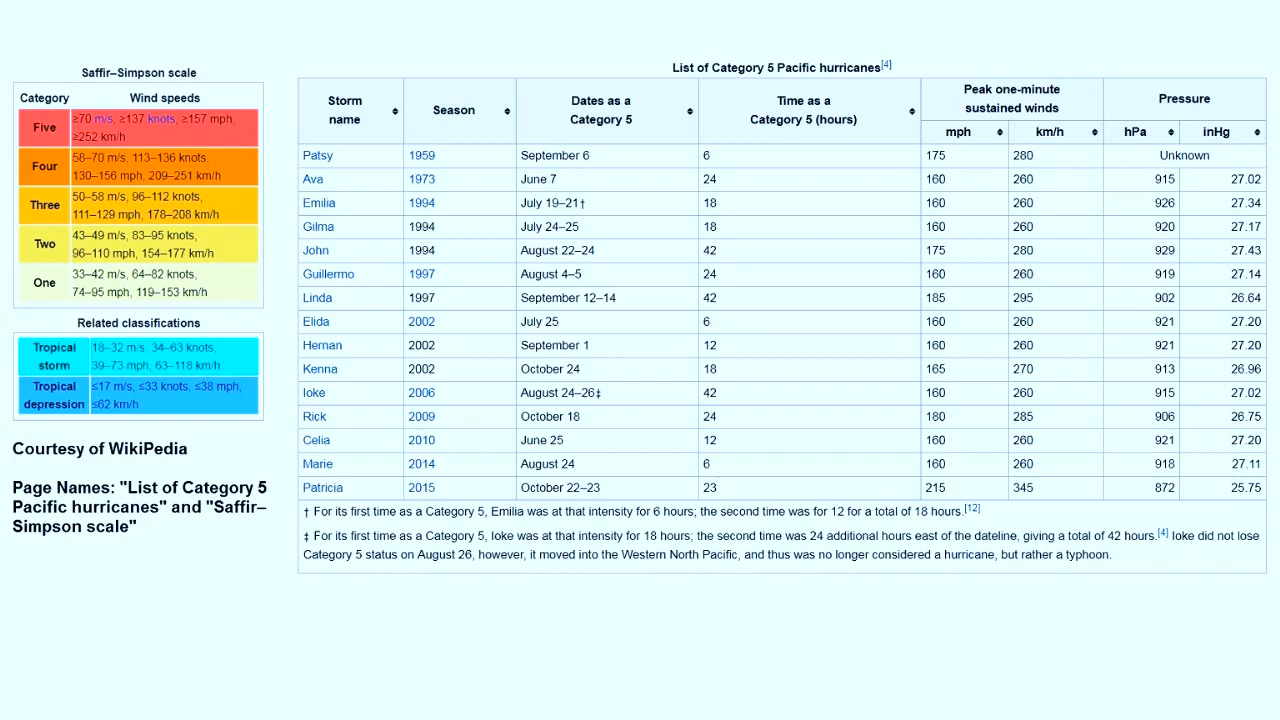 Saffir–Simpson scale
Category Wind speeds
Five ≥70 m/s, ≥137 knots, ≥157 mph,
≥252 km/h
Four 58–70 m/s, 113–136 knots,
130–156 mph, 209–251 km/h
Three 50–58 m/s, 96–112 knots,
111–129 mph, 178–208 km/h
Two 43–49 m/s, 83–95 knots,
96–110 mph, 154–177 km/h
One 33–42 m/s, 64–82 knots,
74–95 mph, 119–153 km/h
Related classifications
Tropical storm 18–32 m/s, 34–63 knots,
39–73 mph, 63–118 km/h
Tropical depression ≤17 m/s, ≤33 knots, ≤38 mph,
≤62 km/h
Courtesy of WikiPedia
Page Names: "List of Category 5
Pacific hurricanes" and "Saffir–
Simpson scale"
List of Category 5 Pacific hurricanes[4]
Storm name Season Dates as a Category 5 Time as a Category 5 (hours) Peak one-minute sustained winds Pressure
mph km/h hPa inHg
Patsy 1959 September 6 6 175 280 Unknown
Ava 1973 June 7 24 160 260 915 27.02
Emilia 1994 July 19–21† 18 160 260 926 27.34
Gilma 1994 July 24–25 18 160 260 920 27.17
John 1994 August 22–24 42 175 280 929 27.43
Guillermo 1997 August 4–5 24 160 260 919 27.14
Linda 1997 September 12–14 42 185 295 902 26.64
Elida 2002 July 25 6 160 260 921 27.20
Hernan 2002 September 1 12 160 260 921 27.20
Kenna 2002 October 24 18 165 270 913 26.96
Ioke 2006 August 24–26‡ 42 160 260 915 27.02
Rick 2009 October 18 24 180 285 906 26.75
Celia 2010 June 25 12 160 260 921 27.20
Marie 2014 August 24 6 160 260 918 27.11
Patricia 2015 October 22–23 23 215 345 872 25.75
† For its first time as a Category 5, Emilia was at that intensity for 6 hours; the second time was for 12 for a total of 18 hours.[12]
‡ For its first time as a Category 5, Ioke was at that intensity for 18 hours; the second time was 24 additional hours east of the dateline, giving a total of 42 hours.[4] Ioke did not lose
Category 5 status on August 26, however, it moved into the Western North Pacific, and thus was no longer considered a hurricane, but rather a typhoon.